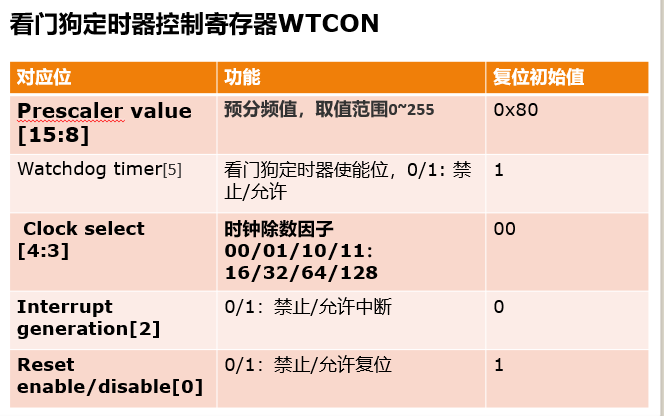 看门狗定时器控制寄存器WTCON
对应位
功能
复位初始值
Prescaler value
[15:8]
预分频值，取值范围0~255
0x80
Watchdog timer[5]
看门狗定时器使能位，0/1: 禁
止/允许
1
Clock select
[4:3]
时钟除数因子
00/01/10/11:
16/32/64/128
00
Interrupt
generation[2]
0/1：禁止/允许中断
0
Reset
enable/disable[0]
0/1：禁止/允许复位
1